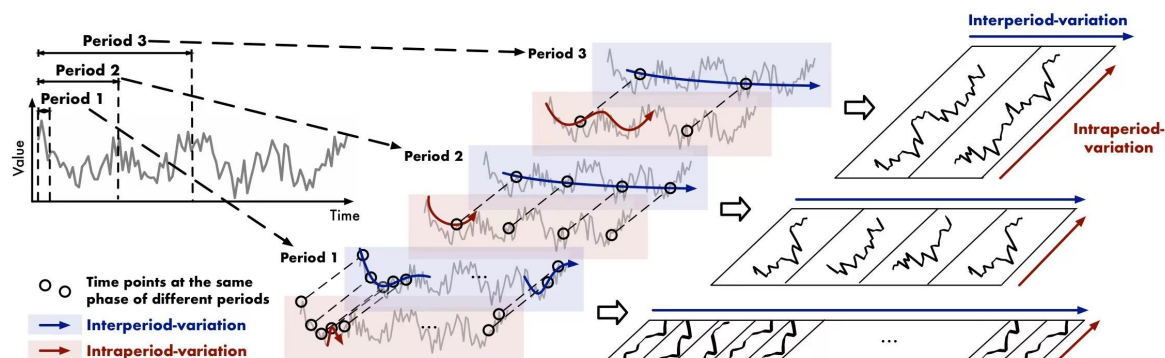 Period 3
Period 2
Period 1
Value
Time
Period 3
Period 2
Period 1
...
...
Interperiod-variation
Intraperiod-
variation
...
Time points at the same
phase of different periods
Interperiod-variation
Intraperiod-variation